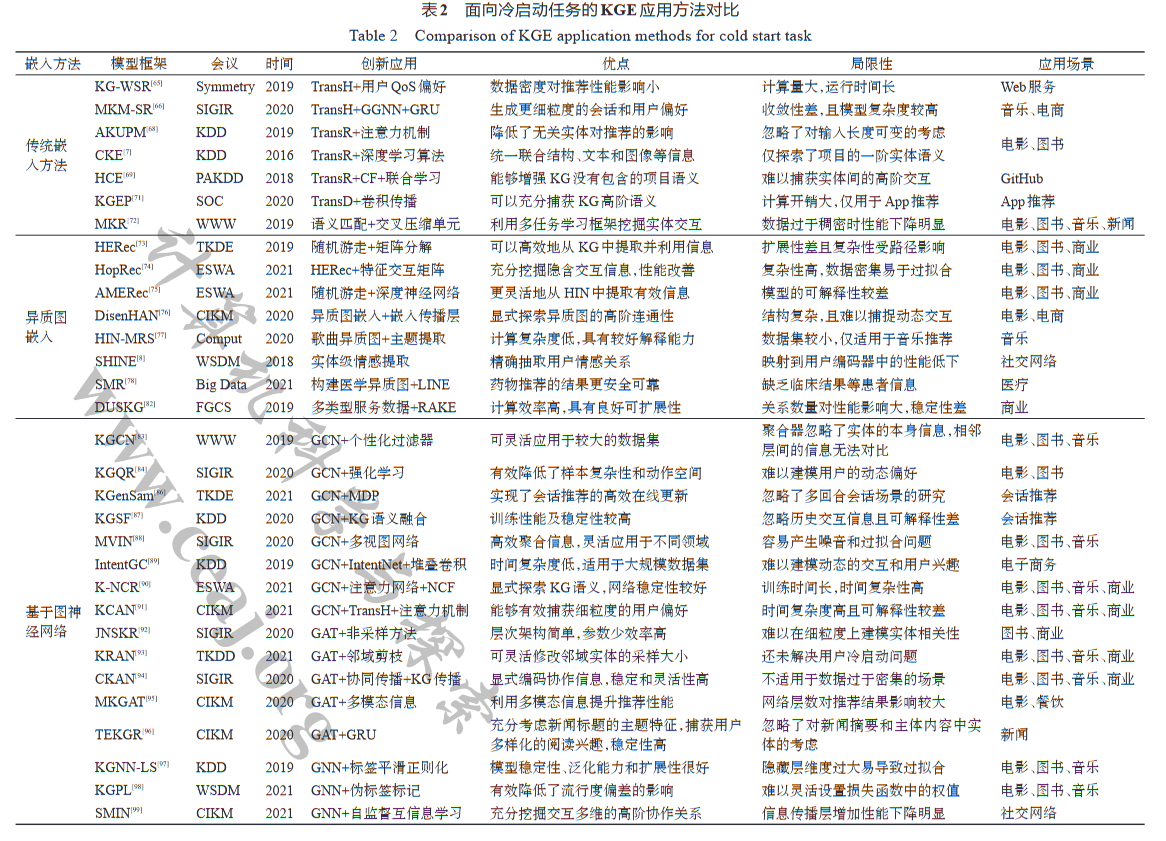 表2 面向冷启动任务的KGE应用方法对比
Table 2 Comparison of KGE application methods for cold start task
嵌入方法 模型框架 会议 时间 创新应用 优点 局限性 应用场景
传统嵌入方法
KG-WSR[65] Symmetry 2019 TransH+用户QoS偏好 数据密度对推荐性能影响小 计算量大,运行时间长 Web服务
MKM-SR[66] SIGIR 2020 TransH+GGNN+GRU 生成更细粒度的会话和用户偏好 收敛性差,且模型复杂度较高 音乐、电商
AKUPM[68] KDD 2019 TransR+注意力机制 降低了无关实体对推荐的影响 忽略了对输入长度可变的考虑 电影、图书
CKE[7] KDD 2016 TransR+深度学习算法 统一联合结构、文本和图像等信息 仅探索了项目的一阶实体语义
HCE[69] PAKDD 2018 TransR+CF+联合学习 能够增强KG没有包含的项目语义 难以捕获实体间的高阶交互 GitHub
KGEP[71] SOC 2020 TransD+卷积传播 可以充分捕获KG高阶语义 计算开销大,仅用于App推荐 App推荐
MKR[72] WWW 2019 语义匹配+交叉压缩单元 利用多任务学习框架挖掘实体交互 数据过于稠密时性能下降明显 电影、图书、音乐、新闻
异质图嵌入
HERec[73] TKDE 2019 随机游走+矩阵分解 可以高效地从KG中提取并利用信息 扩展性差且复杂性受路径影响 电影、图书、商业
HopRec[74] ESWA 2021 HERec+特征交互矩阵 充分挖掘隐含交互信息,性能改善 复杂性高,数据密集易于过拟合 电影、图书、商业
AMERec[75] ESWA 2021 随机游走+深度神经网络 更灵活地从HIN中提取有效信息 模型的可解释性较差 电影、图书、商业
DisenHAN[76] CIKM 2020 异质图嵌入+嵌入传播层 显式探索异质图的高阶连通性 结构复杂,且难以捕捉动态交互 电影、电商
HIN-MRS[77] Comput 2020 歌曲异质图+主题提取 计算复杂度低,具有较好解释能力 数据集较小,仅适用于音乐推荐 音乐
SHINE[8] WSDM 2018 实体级情感提取 精确抽取用户情感关系 映射到用户编码器中的性能低下 社交网络
SMR[78] Big Data 2021 构建医学异质图+LINE 药物推荐的结果更安全可靠 缺乏临床结果等患者信息 医疗
DUSKG[82] FGCS 2019 多类型服务数据+RAKE 计算效率高,具有良好可扩展性 关系数量对性能影响大,稳定性差 商业
基于图神经网络
KGCN[83] WWW 2019 GCN+个性化过滤器 可灵活应用于较大的数据集 聚合器忽略了实体的本身信息,相邻层间的信息无法对比 电影、图书、音乐
KGQR[84] SIGIR 2020 GCN+强化学习 有效降低了样本复杂性和动作空间 难以建模用户的动态偏好 电影、图书
KGenSam[86] TKDE 2021 GCN+MDP 实现了会话推荐的高效在线更新 忽略了多回合会话场景的研究 会话推荐
KGSF[87] KDD 2020 GCN+KG语义融合 训练性能及稳定性较高 忽略历史交互信息且可解释性差 会话推荐
MVIN[88] SIGIR 2020 GCN+多视图网络 高效聚合信息,灵活应用于不同领域 容易产生噪音和过拟合问题 电影、图书、音乐
IntentGC[89] KDD 2019 GCN+IntentNet+堆叠卷积 时间复杂度低,适用于大规模数据集 难以建模动态的交互和用户兴趣 电子商务
K-NCR[90] ESWA 2021 GCN+注意力网络+NCF 显式探索KG语义,网络稳定性较好 训练时间长,时间复杂性高 电影、图书、音乐、商业
KCAN[91] CIKM 2021 GCN+TransH+注意力机制 能够有效捕获细粒度的用户偏好 时间复杂度高且可解释性较差 电影、图书、音乐、商业
JNSKR[92] SIGIR 2020 GAT+非采样方法 层次架构简单,参数少效率高 难以在细粒度上建模实体相关性 图书、商业
KRAN[93] TKDD 2021 GAT+邻域剪枝 可灵活修改邻域实体的采样大小 还未解决用户冷启动问题 电影、图书、音乐、商业
CKAN[94] SIGIR 2020 GAT+协同传播+KG传播 显式编码协作信息,稳定和灵活性高 不适用于数据过于密集的场景 电影、图书、音乐、商业
MKGAT[95] CIKM 2020 GAT+多模态信息 利用多模态信息提升推荐性能 网络层数对推荐结果影响较大 电影、餐饮
TEKGR[96] CIKM 2020 GAT+GRU 充分考虑新闻标题的主题特征,捕获用户多样化的阅读兴趣,稳定性高 忽略了对新闻摘要和主体内容中实体的考虑 新闻
KGNN-LS[97] KDD 2019 GNN+标签平滑正则化 模型稳定性、泛化能力和扩展性很好 隐藏层维度过大易导致过拟合 电影、图书、音乐
KGPL[98] WSDM 2021 GNN+伪标签标记 有效降低了流行度偏差的影响 难以灵活设置损失函数中的权值 电影、图书、音乐
SMIN[99] CIKM 2021 GNN+自监督互信息学习 充分挖掘交互多维的高阶协作关系 信息传播层增加性能下降明显 社交网络
计算机科学与探索
www.ceaj.org